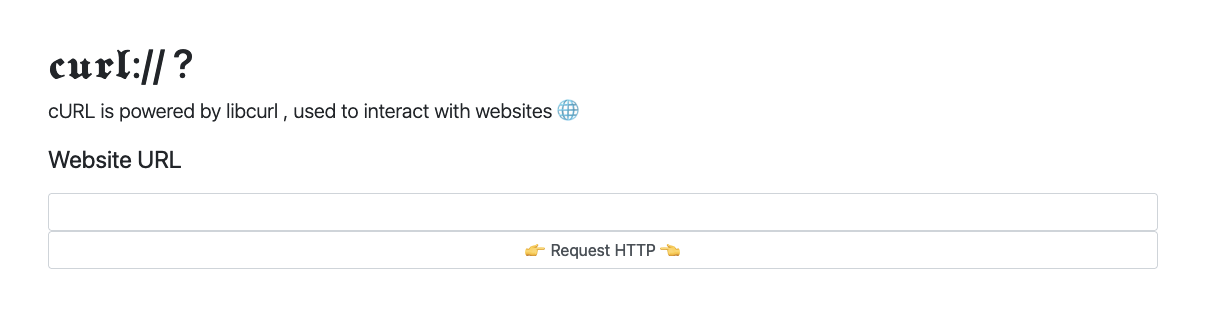 𝖈𝖚𝖗𝖑:// ?
cURL is powered by libcurl , used to interact with websites 🌐
Website URL
👉 Request HTTP 👈